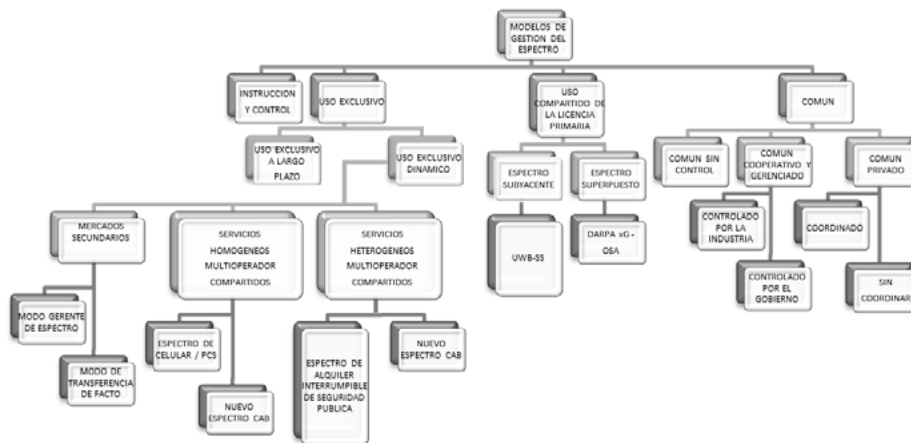 MODELOS DE
GESTION DEL
ESPECTRO
INSTRUCCION
Y CONTROL
USO EXCLUSIVO
USO
COMPARTIDO DE
LA LICENCIA
PRIMARIA
COMUN
USO EXCLUSIVO
A LARGO
PLAZO
USO EXCLUSIVO
DINAMICO
ESPECTRO
SUBYACENTE
ESPECTRO
SUPERPUESTO
COMUN SIN
CONTROL
COMUN
COOPERATIVO Y
GERENCIADO
COMUN
PRIVADO
MERCADOS
SECUNDARIOS
SERVICIOS
HOMOGENEOS
MULTIOPERADOR
COMPARTIDOS
SERVICIOS
HETEROGENEOS
MULTIOPERADOR
COMPARTIDOS
UWB-SS
DARPA xG -
OSA
CONTROLADO
POR LA
INDUSTRIA
COORDINADO
CONTROLADO
POR EL
GOBIERNO
SIN
COORDINAR
MODO GERENTE
DE ESPECTRO
MODO DE
TRANSFERENCIA
DE FACTO
ESPECTRO DE
CELULAR / PCS
NUEVO
ESPECTRO CAB
ESPECTRO DE
ALQUILER
INTERRUMPIBLE
DE SEGURIDAD
PUBLICA
NUEVO
ESPECTRO CAB